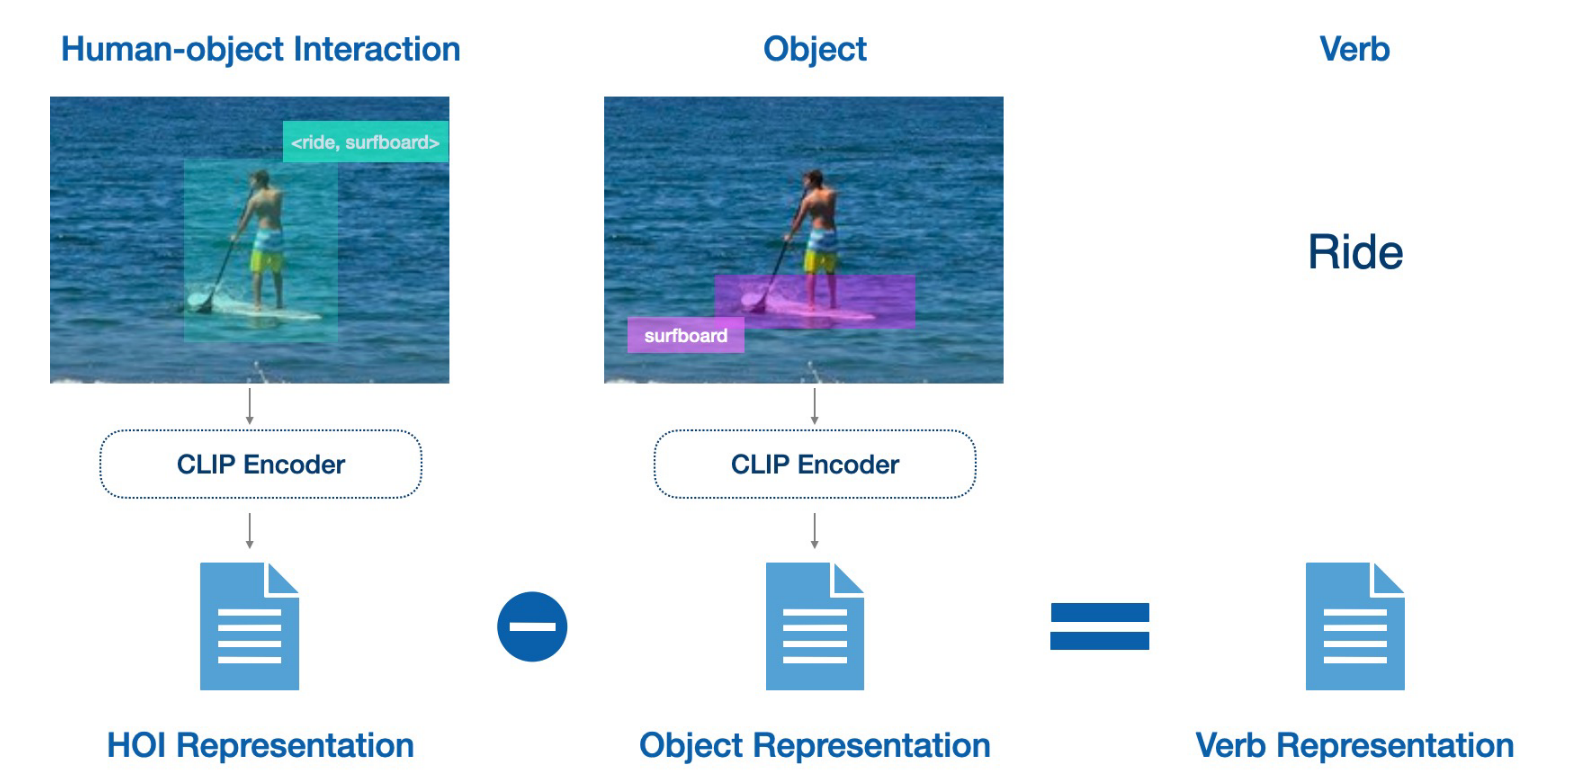 Human-object Interaction
Object
Verb
<ride, surfboard>
surfboard
Ride
CLIP Encoder
CLIP Encoder
HOI Representation
Object Representation
Verb Representation